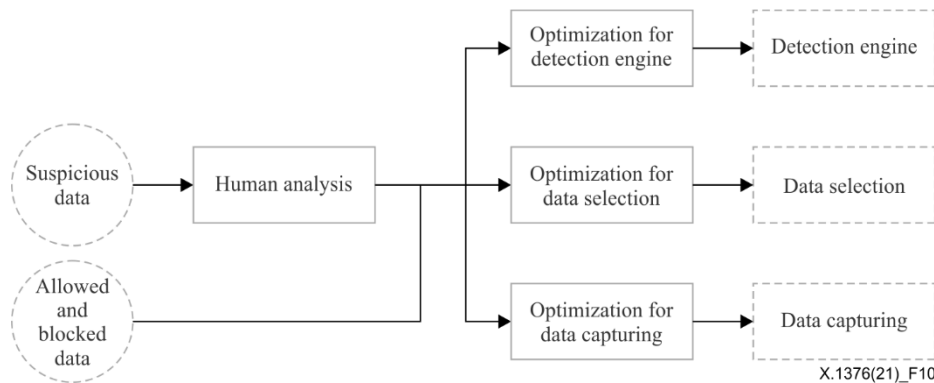 Optimization for
detection engine
Detection engine
Suspicious
data
Human analysis
Optimization for
data selection
Data selection
Allowed
and
blocked
data
Optimization for
data capturing
Data capturing
X.1376(21)_F10